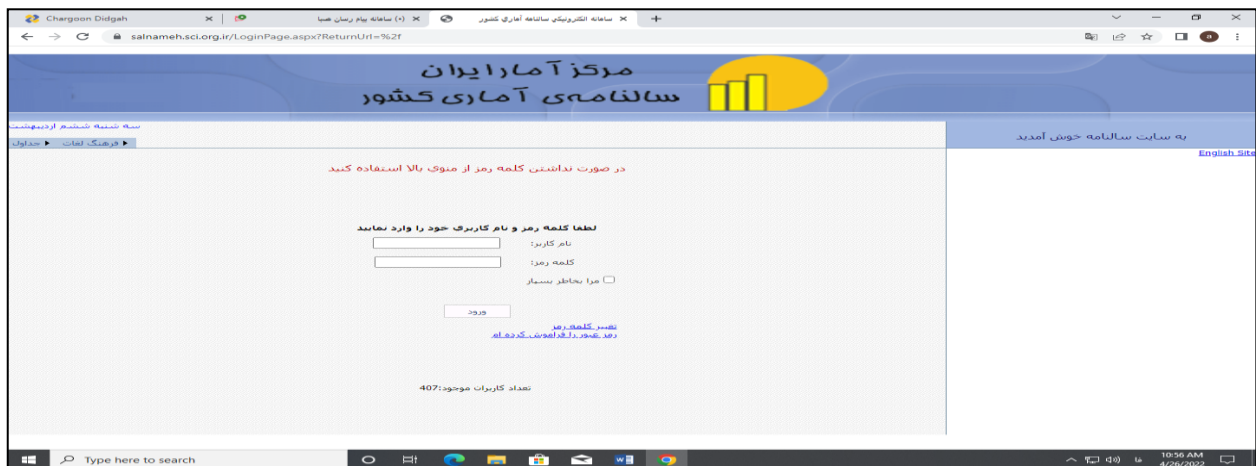 Chargoon Didgah
(۰) سامانه پیام رسان صبا
سامانه الکترونیکی سالنامه آماری کشور
salnameh.sci.org.ir/LoginPage.aspx?ReturnUrl=%2f
a
مرکز آمار ایران
سالنامه‌ی آماری کشور
سه شنبه ششم اردیبهشت
فرهنگ لغات
جداول
به سایت سالنامه خوش آمدید
English Site
در صورت نداشتن کلمه رمز از منوی بالا استفاده کنید
لطفا کلمه رمز و نام کاربری خود را وارد نمایید
نام کاربر:
کلمه رمز:
مرا بخاطر بسپار
ورود
تغییر کلمه رمز
رمز عبور را فراموش کرده ام
تعداد کاربران موجود:407
Type here to search
فا
10:56 AM
4/26/2022